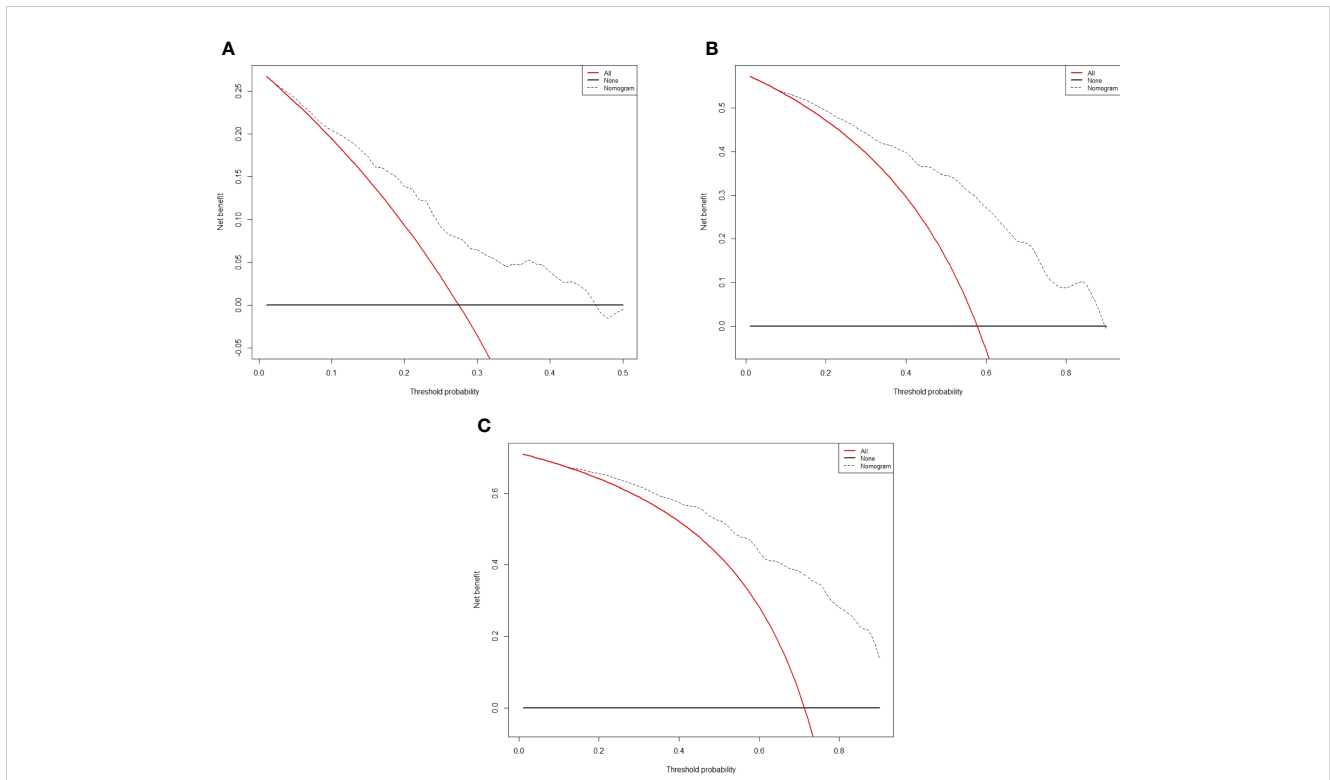 A
All
None
Nomogram
Net benefit
0.25
0.20
0.15
0.10
0.05
0.00
-0.05
0.0 0.1 0.2 0.3 0.4 0.5
Threshold probability
B
All
None
Nomogram
Net benefit
0.5
0.4
0.3
0.2
0.1
0.0
0.0 0.2 0.4 0.6 0.8
Threshold probability
C
All
None
Nomogram
Net benefit
0.6
0.4
0.2
0.0
0.0 0.2 0.4 0.6 0.8
Threshold probability